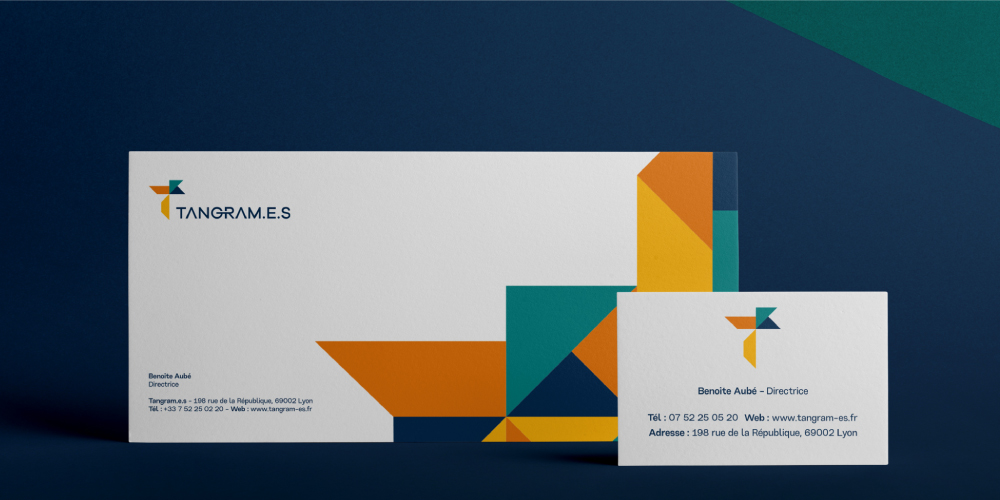 TANGRAM.E.S
Benoîte Aubé
Directrice
Tangram.e.s - 198 rue de la République, 69002 Lyon
Tél. : +33 7 52 25 02 20 - Web : www.tangram-es.fr
Benoîte Aubé - Directrice
Tél : 07 52 25 05 20 Web : www.tangram-es.fr
Adresse : 198 rue de la République, 69002 Lyon